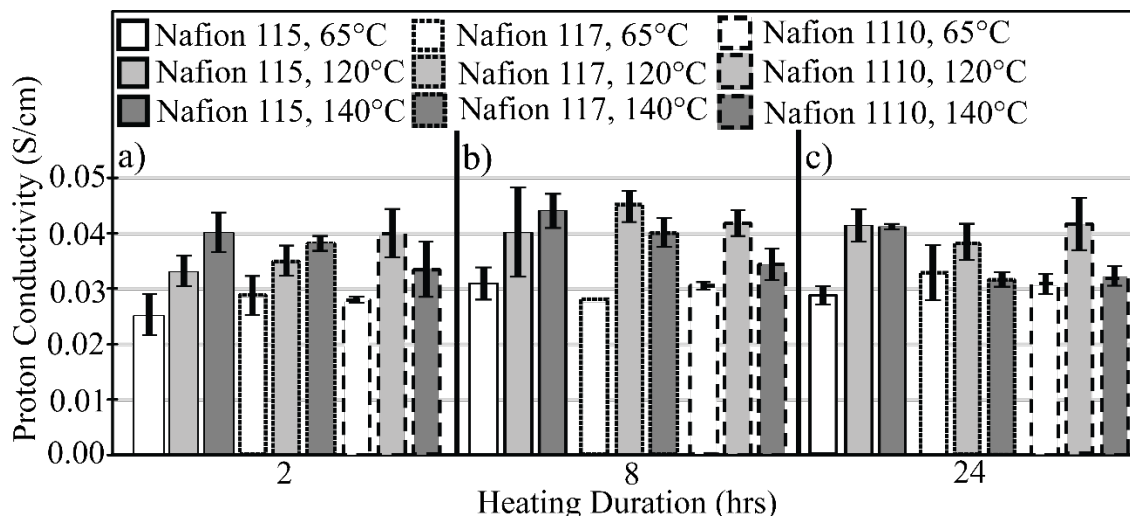 Nafion 115, 65°C Nafion 117, 65°C Nafion 1110, 65°C
Nafion 115, 120°C Nafion 117, 120°C Nafion 1110, 120°C
Nafion 115, 140°C Nafion 117, 140°C Nafion 1110, 140°C
a) b) c)
Proton Conductivity (S/cm)
0.05
0.04
0.03
0.02
0.01
0.00
2 8 24
Heating Duration (hrs)